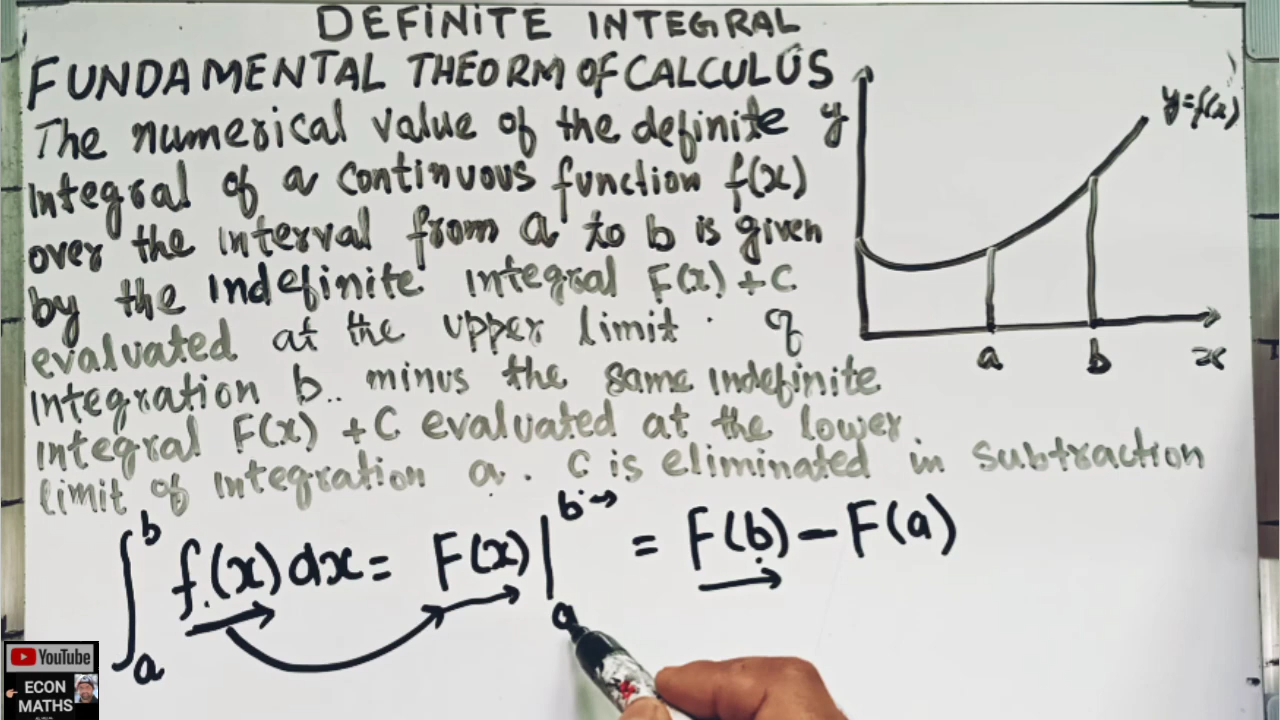 DEFINITE INTEGRAL
FUNDAMENTAL THEORM OF CALCULUS
The numerical value of the definite
integral of a continuous function f(x)
over the interval from a to b is given
by the indefinite integral F(x) + C
evaluated at the upper limit of
integration b.. minus the same indefinite
integral F(x) + C evaluated at the lower
limit of integration a. C is eliminated in subtraction
∫ₐᵇ f(x) dx = F(x) |ₐᵇ = F(b) - F(a)
y
y=f(x)
a
b
x
YouTube
ECON
MATHS